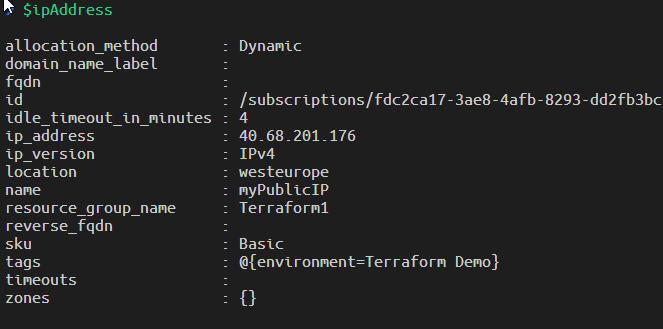 $ipAddress
allocation_method : Dynamic
domain_name_label :
fqdn :
id : /subscriptions/fdc2ca17-3ae8-4afb-8293-dd2fb3bc
idle_timeout_in_minutes : 4
ip_address : 40.68.201.176
ip_version : IPv4
location : westeurope
name : myPublicIP
resource_group_name : Terraform1
reverse_fqdn :
sku : Basic
tags : @{environment=Terraform Demo}
timeouts :
zones : {}